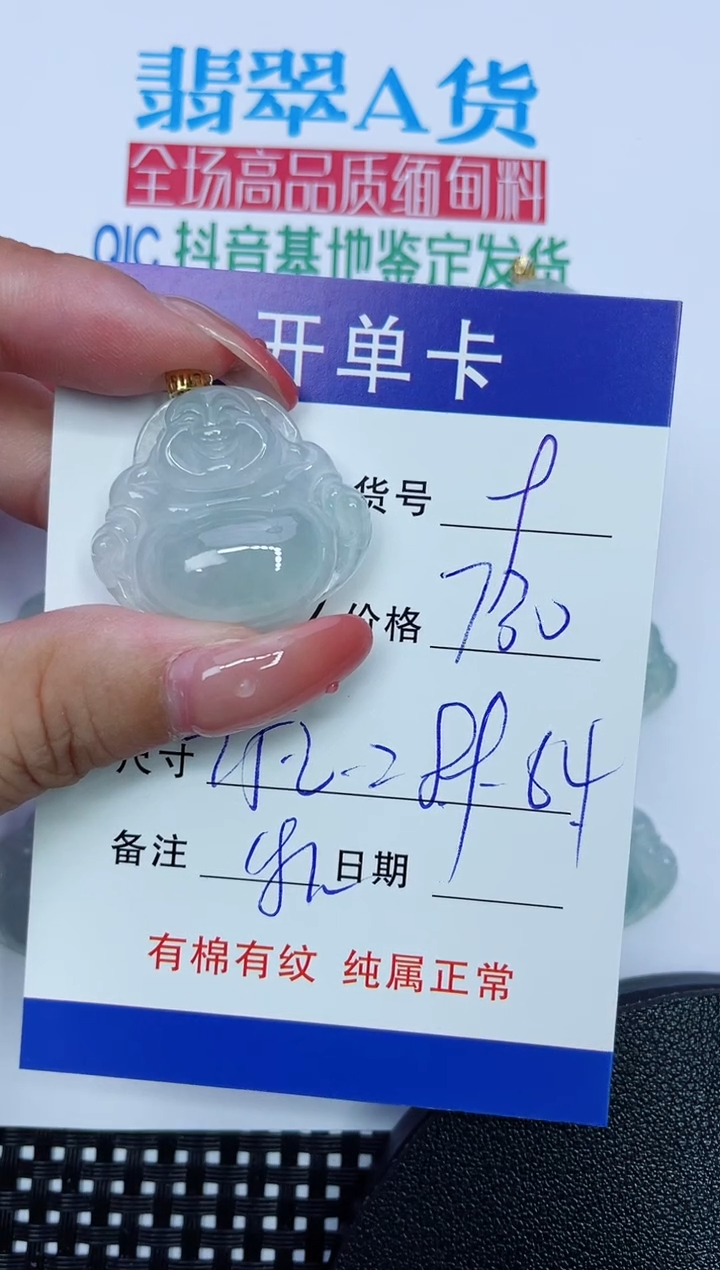 翡翠A货
全场高品质缅甸料
QIC 抖音基地鉴定发货
开单卡
货号
价格 730
尺寸
备注 日期
有棉有纹 纯属正常